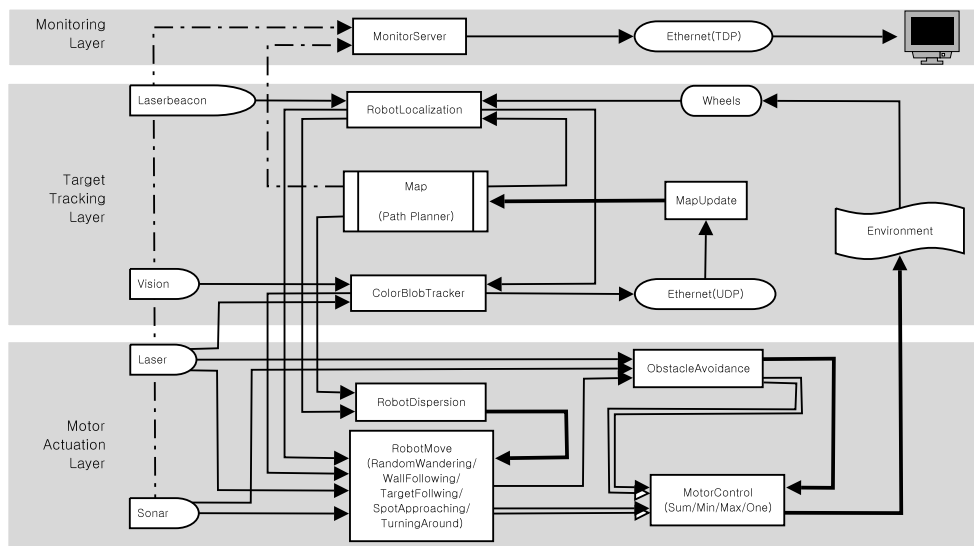 Monitoring
Layer
MonitorServer
Ethernet(TDP)
Laserbeacon
RobotLocalization
Wheels
Target
Tracking
Layer
Map
(Path Planner)
MapUpdate
Environment
Vision
ColorBlobTracker
Ethernet(UDP)
Laser
ObstacleAvoidance
RobotDispersion
Motor
Actuation
Layer
RobotMove
(RandomWandering/
WallFollowing/
TargetFollwing/
SpotApproaching/
TurningAround)
MotorControl
(Sum/Min/Max/One)
Sonar